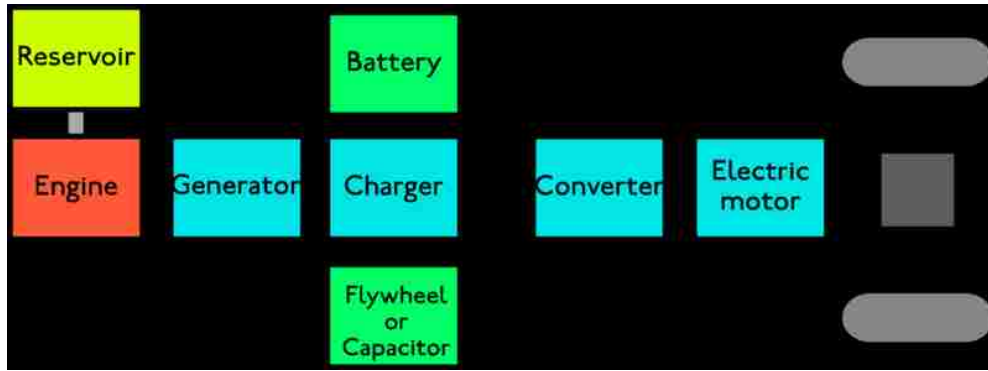 Reservoir
Battery
Engine
Generator
Charger
Converter
Electric
motor
Flywheel
or
Capacitor